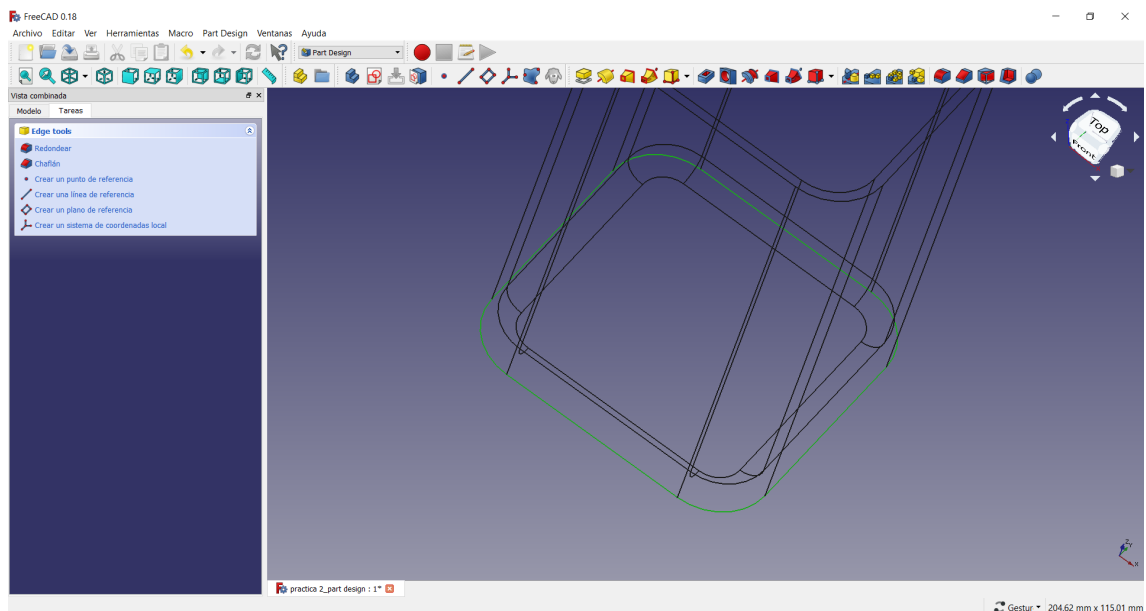 FreeCAD 0.18
Archivo Editar Ver Herramientas Macro Part Design Ventanas Ayuda
Part Design
Vista combinada
Modelo Tareas
Edge tools
Redondear
Chaflán
Crear un punto de referencia
Crear una línea de referencia
Crear un plano de referencia
Crear un sistema de coordenadas local
Top
Front
Z
Y
X
practica 2_part design : 1*
Gestur 204.62 mm x 115.01 mm